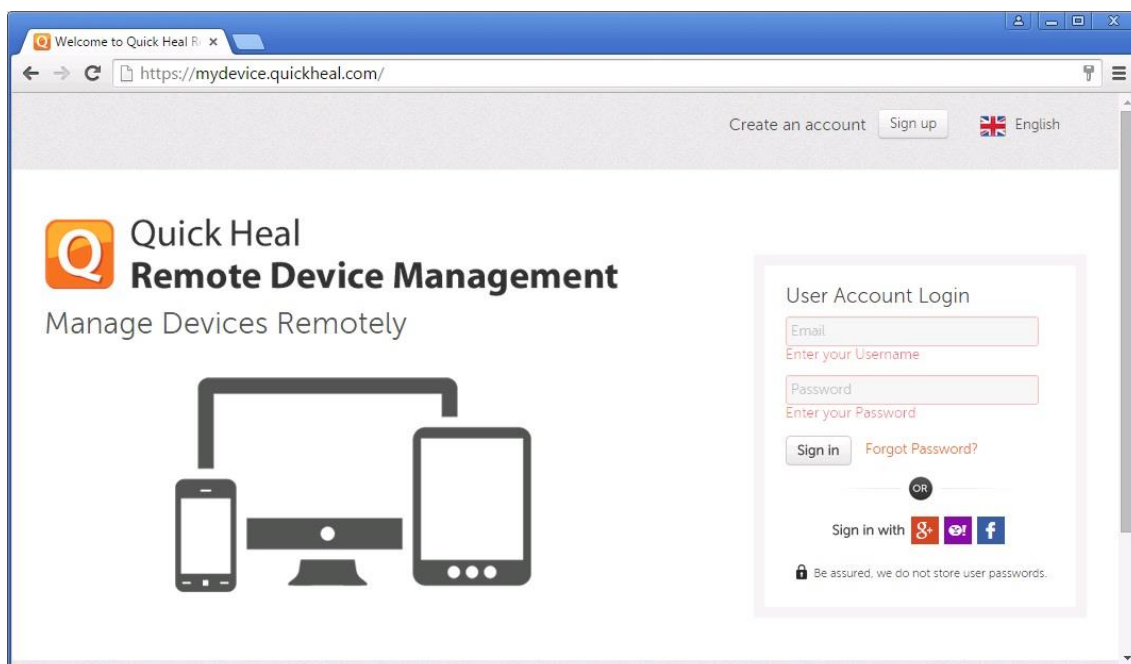 Welcome to Quick Heal R
https://mydevice.quickheal.com/
Create an account Sign up English
Q Quick Heal
Remote Device Management
Manage Devices Remotely
User Account Login
Email
Enter your Username
Password
Enter your Password
Sign in Forgot Password?
OR
Sign in with g+ Y! f
Be assured, we do not store user passwords.